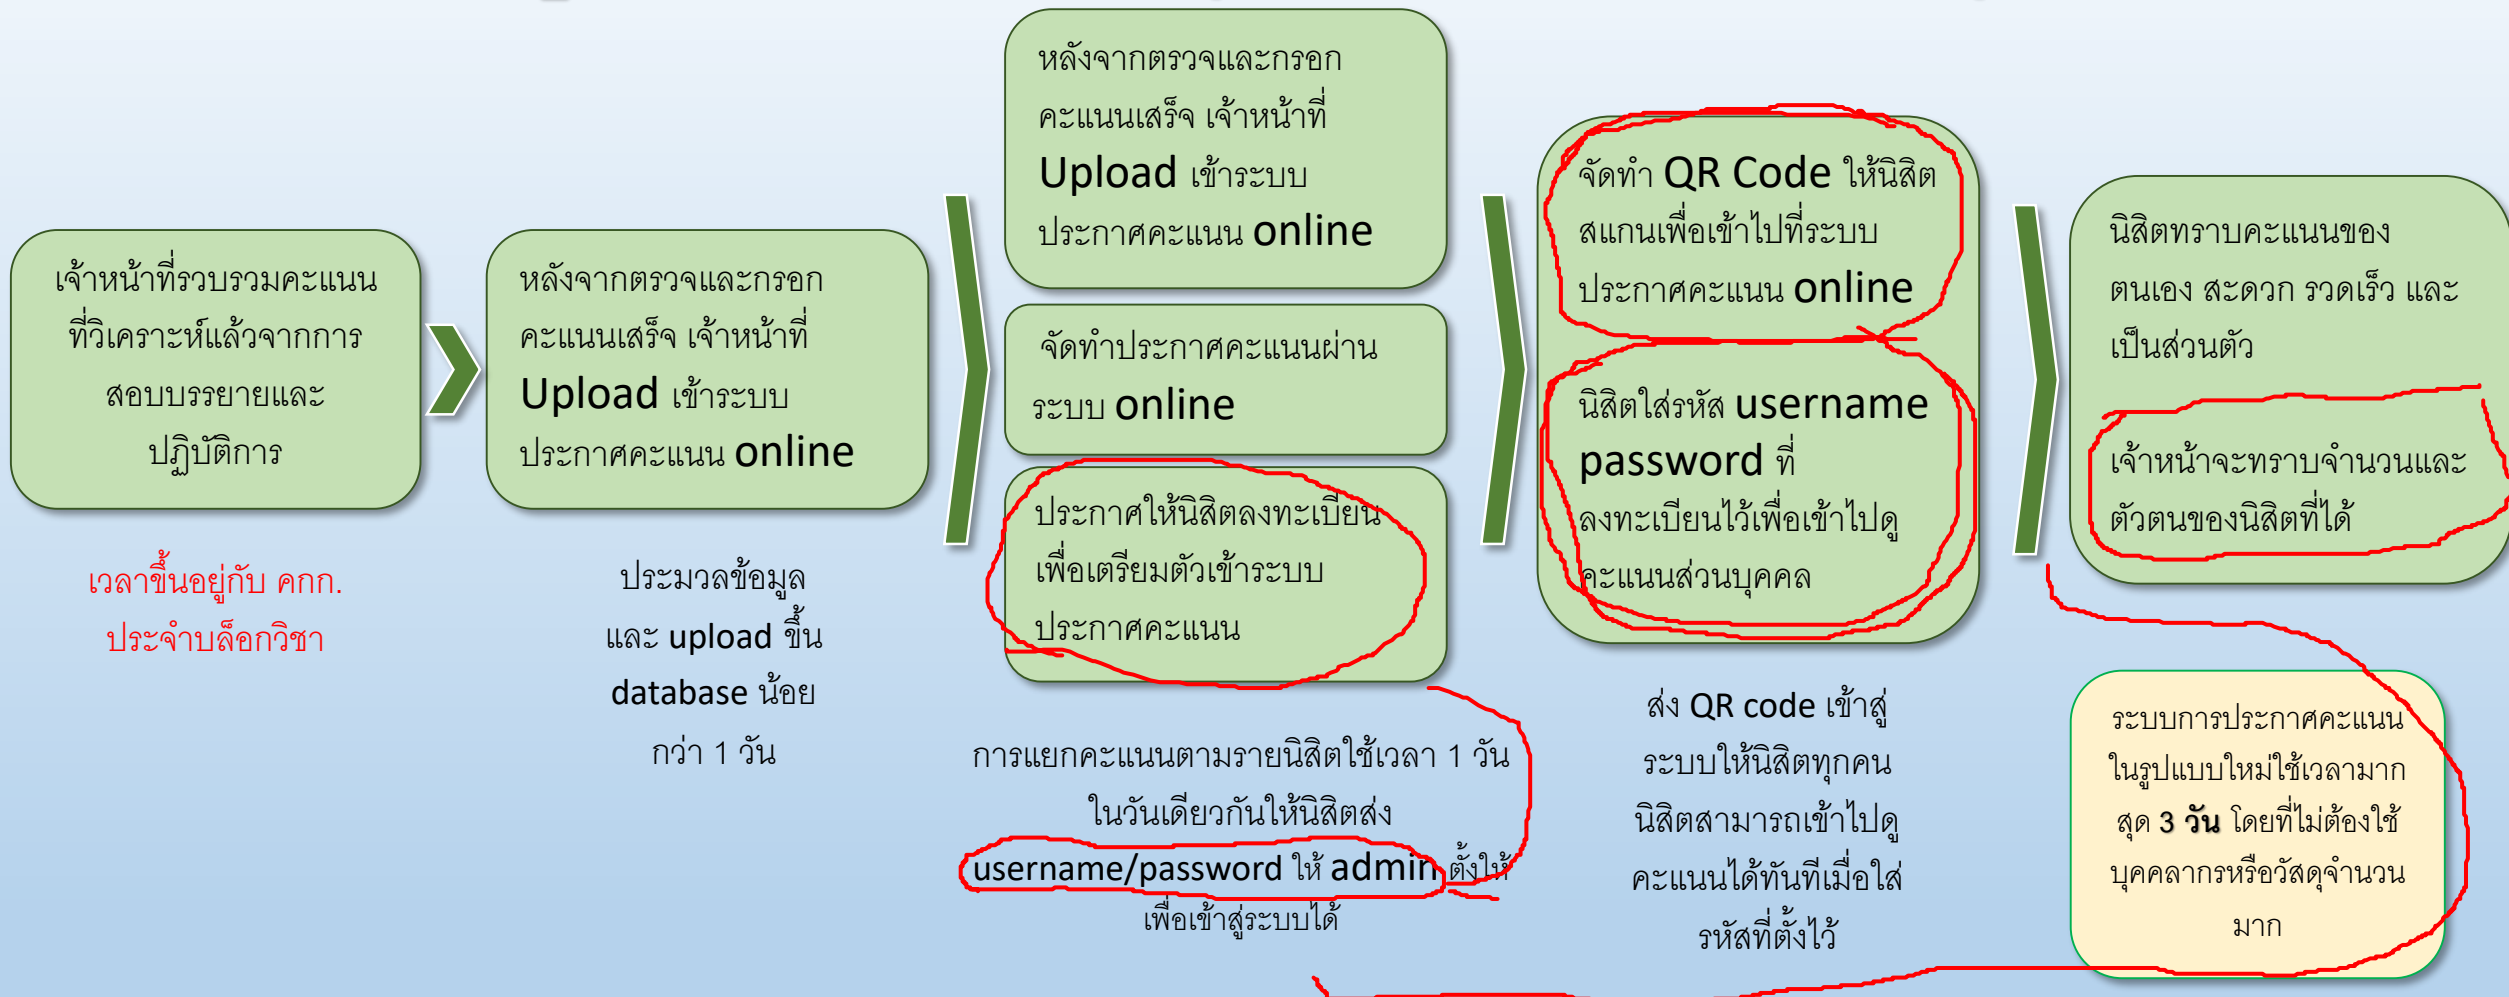 เจ้าหน้าที่รวบรวมคะแนน
ที่วิเคราะห์แล้วจากการ
สอบบรรยายและ
ปฏิบัติการ
เวลาขึ้นอยู่กับ คกก.
ประจำบล็อกวิชา
หลังจากตรวจและกรอก
คะแนนเสร็จ เจ้าหน้าที่
Upload เข้าระบบ
ประกาศคะแนน online
ประมวลข้อมูล
และ upload ขึ้น
database น้อย
กว่า 1 วัน
หลังจากตรวจและกรอก
คะแนนเสร็จ เจ้าหน้าที่
Upload เข้าระบบ
ประกาศคะแนน online
จัดทำประกาศคะแนนผ่าน
ระบบ online
ประกาศให้นิสิตลงทะเบียน
เพื่อเตรียมตัวเข้าระบบ
ประกาศคะแนน
การแยกคะแนนตามรายนิสิตใช้เวลา 1 วัน
ในวันเดียวกันให้นิสิตส่ง
username/password ให้ admin ตั้งให้
เพื่อเข้าสู่ระบบได้
จัดทำ QR Code ให้นิสิต
สแกนเพื่อเข้าไปที่ระบบ
ประกาศคะแนน online
นิสิตใส่รหัส username
password ที่
ลงทะเบียนไว้เพื่อเข้าไปดู
คะแนนส่วนบุคคล
ส่ง QR code เข้าสู่
ระบบให้นิสิตทุกคน
นิสิตสามารถเข้าไปดู
คะแนนได้ทันทีเมื่อใส่
รหัสที่ตั้งไว้
นิสิตทราบคะแนนของ
ตนเอง สะดวก รวดเร็ว และ
เป็นส่วนตัว
เจ้าหน้าจะทราบจำนวนและ
ตัวตนของนิสิตที่ได้
ระบบการประกาศคะแนน
ในรูปแบบใหม่ใช้เวลามาก
สุด 3 วัน โดยที่ไม่ต้องใช้
บุคคลากรหรือวัสดุจำนวน
มาก